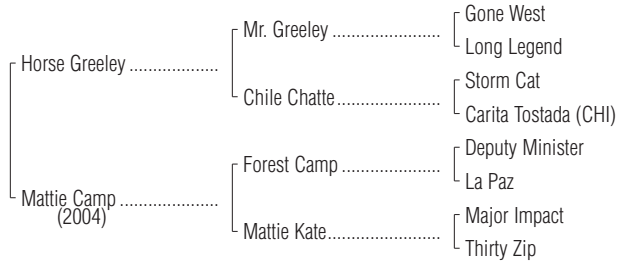 Gone West
Mr. Greeley
Long Legend
Horse Greeley
Storm Cat
Chile Chatte
Carita Tostada (CHI)
Deputy Minister
Forest Camp
La Paz
Mattie Camp
(2004)
Major Impact
Mattie Kate
Thirty Zip